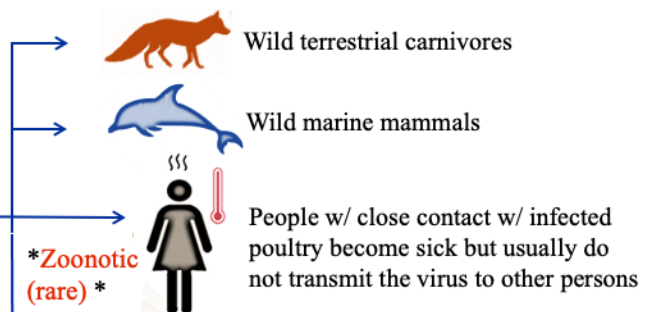 Wild terrestrial carnivores
Wild marine mammals
People w/ close contact w/ infected
poultry become sick but usually do
not transmit the virus to other persons
*Zoonotic
(rare) *